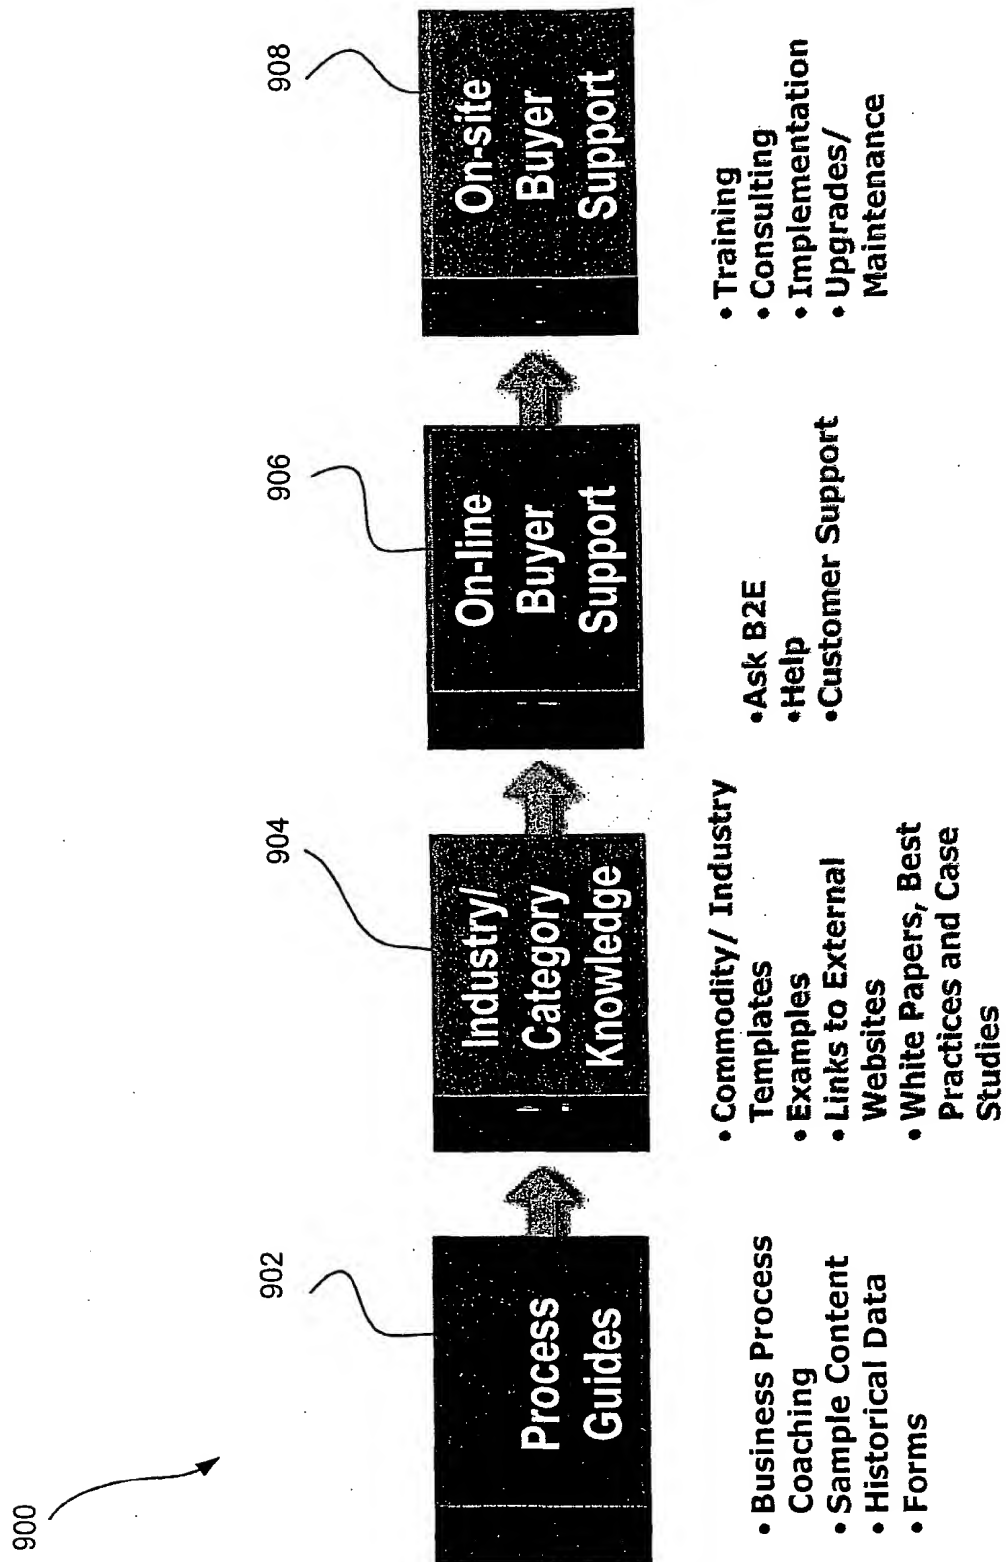 900
902
Process
Guides
• Business Process
Coaching
• Sample Content
• Historical Data
• Forms
904
Industry/
Category
Knowledge
• Commodity/ Industry
Templates
• Examples
• Links to External
Websites
• White Papers, Best
Practices and Case
Studies
906
On-line
Buyer
Support
•Ask B2E
•Help
•Customer Support
908
On-site
Buyer
Support
• Training
• Consulting
• Implementation
• Upgrades/
Maintenance